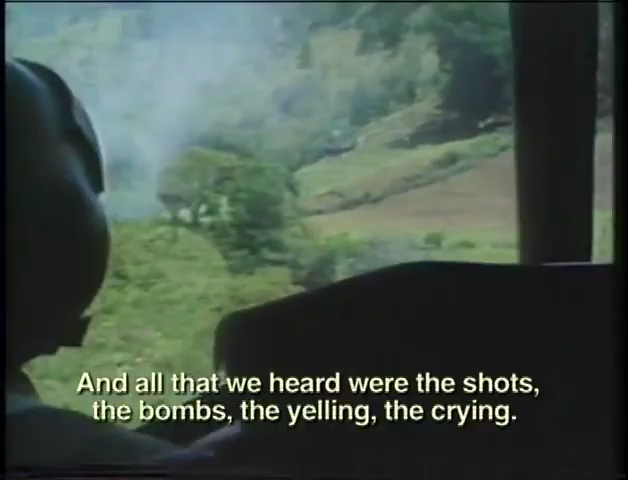 And all that we heard were the shots,
the bombs, the yelling, the crying.